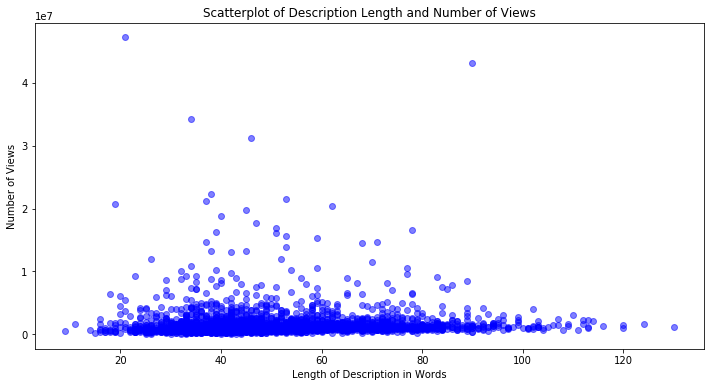 Scatterplot of Description Length and Number of Views
1e7
4
3
2
1
0
Number of Views
20 40 60 80 100 120
Length of Description in Words